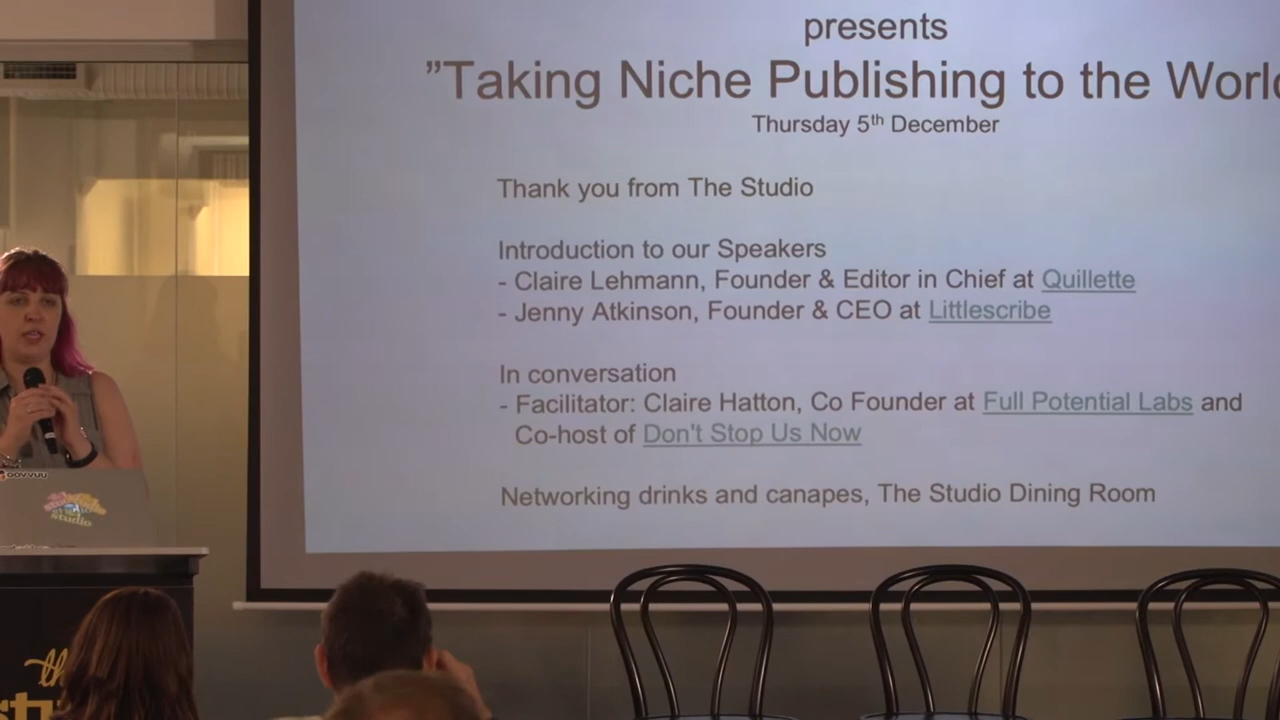 presents
"Taking Niche Publishing to the World
Thursday 5th December
Thank you from The Studio
Introduction to our Speakers
- Claire Lehmann, Founder & Editor in Chief at Quillette
- Jenny Atkinson, Founder & CEO at Littlescribe
In conversation
- Facilitator: Claire Hatton, Co Founder at Full Potential Labs and
Co-host of Don't Stop Us Now
Networking drinks and canapes, The Studio Dining Room
OOVVUU
studio